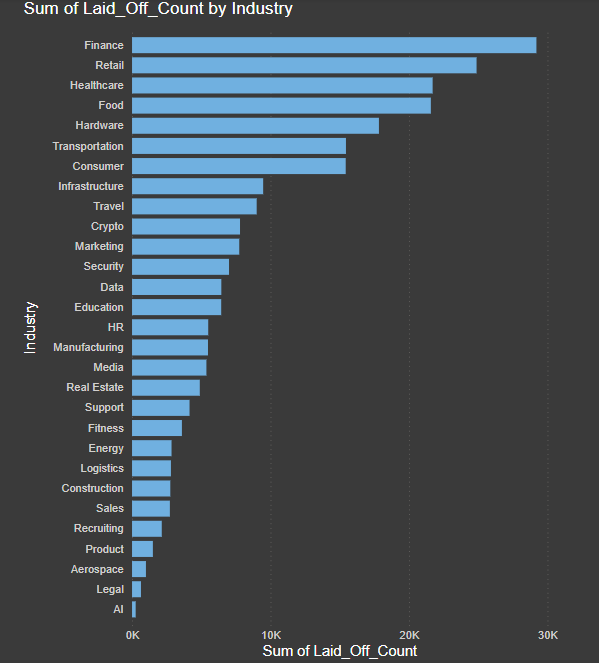 Sum of Laid_Off_Count by Industry
Finance
Retail
Healthcare
Food
Hardware
Transportation
Consumer
Infrastructure
Travel
Crypto
Marketing
Security
Data
Education
HR
Manufacturing
Media
Real Estate
Support
Fitness
Energy
Logistics
Construction
Sales
Recruiting
Product
Aerospace
Legal
AI
Industry
0K 10K 20K 30K
Sum of Laid_Off_Count